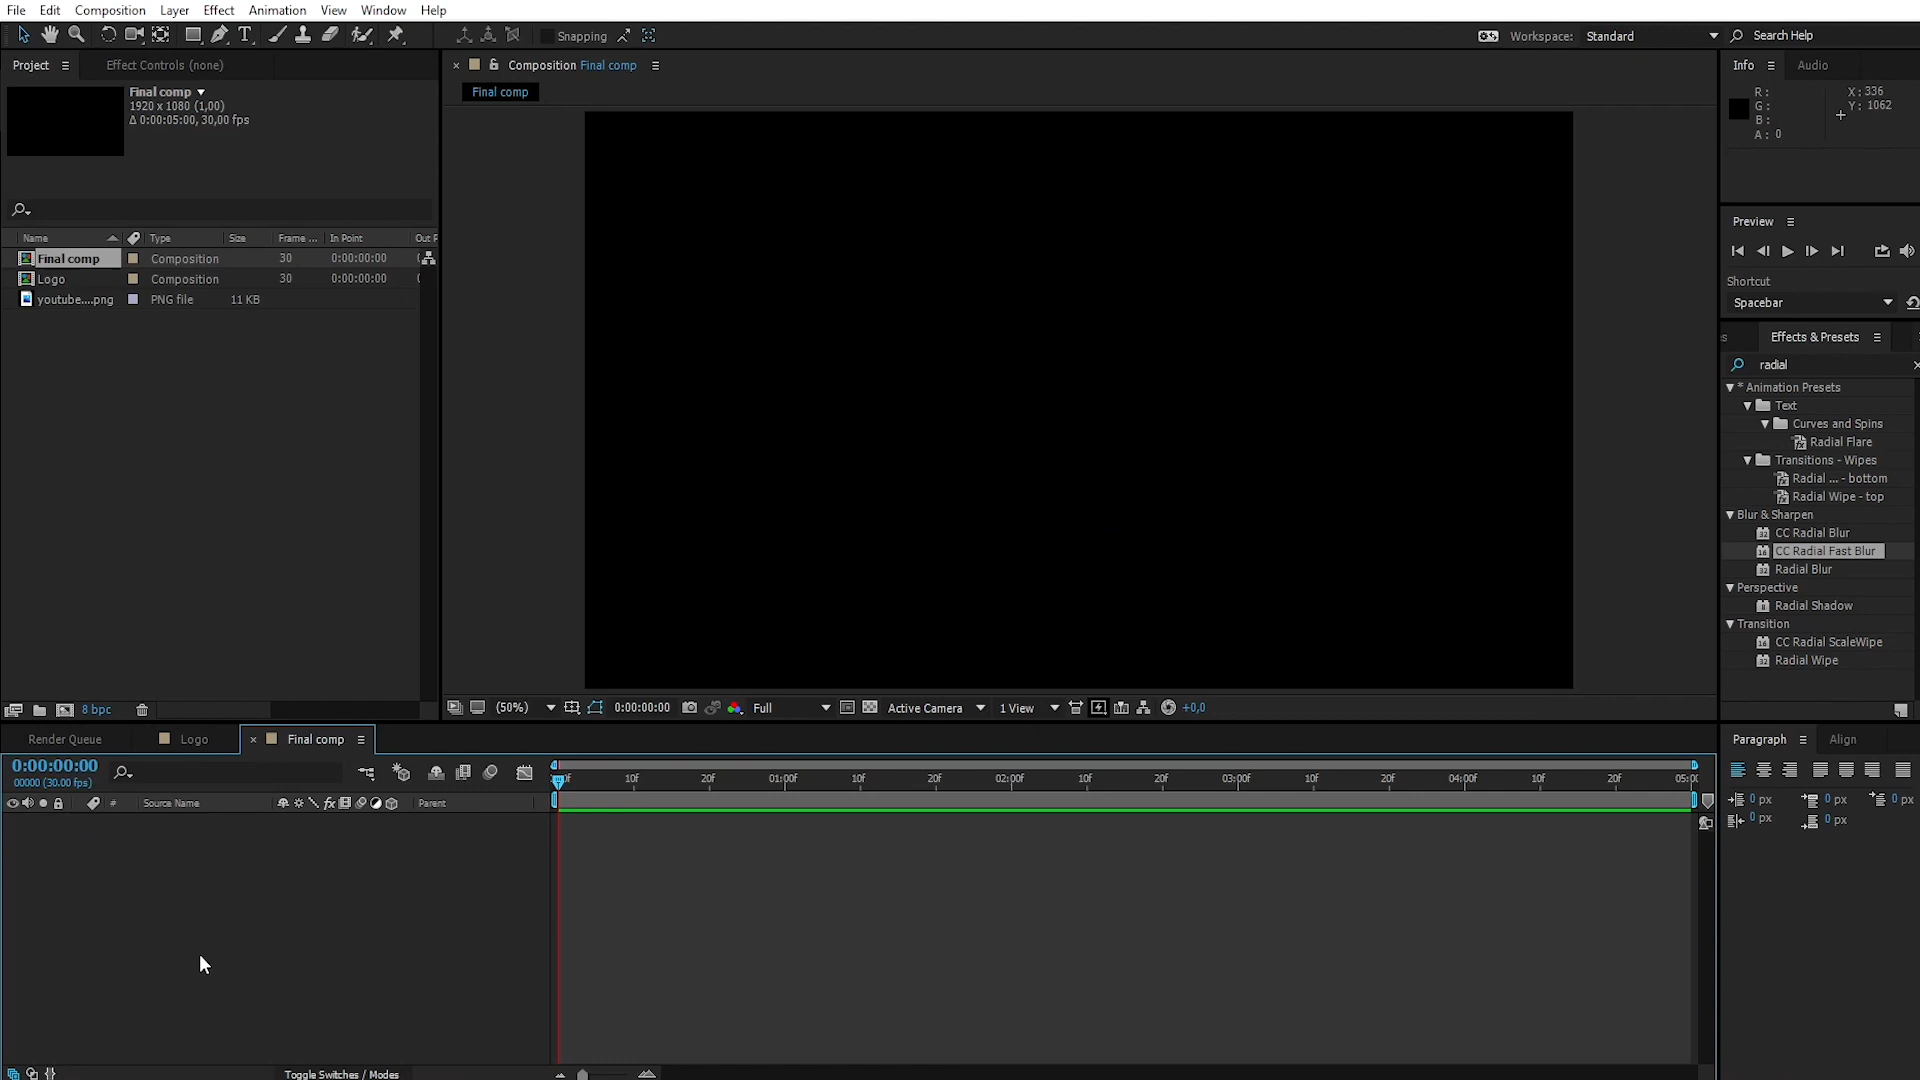 File Edit Composition Layer Effect Animation View Window Help
Snapping
Workspace: Standard
Search Help
Project
Effect Controls (none)
Composition Final comp
Info
Audio
Final comp
1920 x 1080 (1,00)
Δ 0:00:05:00, 30,00 fps
Final comp
R :
G :
B :
A : 0
X : 336
Y : 1062
Name Type Size Frame ... In Point Out P
Final comp Composition 30 0:00:00:00
Logo Composition 30 0:00:00:00
youtube....png PNG file 11 KB
Preview
Shortcut
Spacebar
Effects & Presets
radial
* Animation Presets
Text
Curves and Spins
Radial Flare
Transitions - Wipes
Radial ... - bottom
Radial Wipe - top
Blur & Sharpen
CC Radial Blur
CC Radial Fast Blur
Radial Blur
Perspective
Radial Shadow
Transition
CC Radial ScaleWipe
Radial Wipe
8 bpc
(50%) 0:00:00:00 Full Active Camera 1 View +0,0
Render Queue
Logo
Final comp
Paragraph
Align
0:00:00:00
00000 (30.00 fps)
10f 20f 01:00f 10f 20f 02:00f 10f 20f 03:00f 10f 20f 04:00f 10f 20f 05:00
# Source Name Parent
0 px 0 px 0 px
0 px 0 px
Toggle Switches / Modes